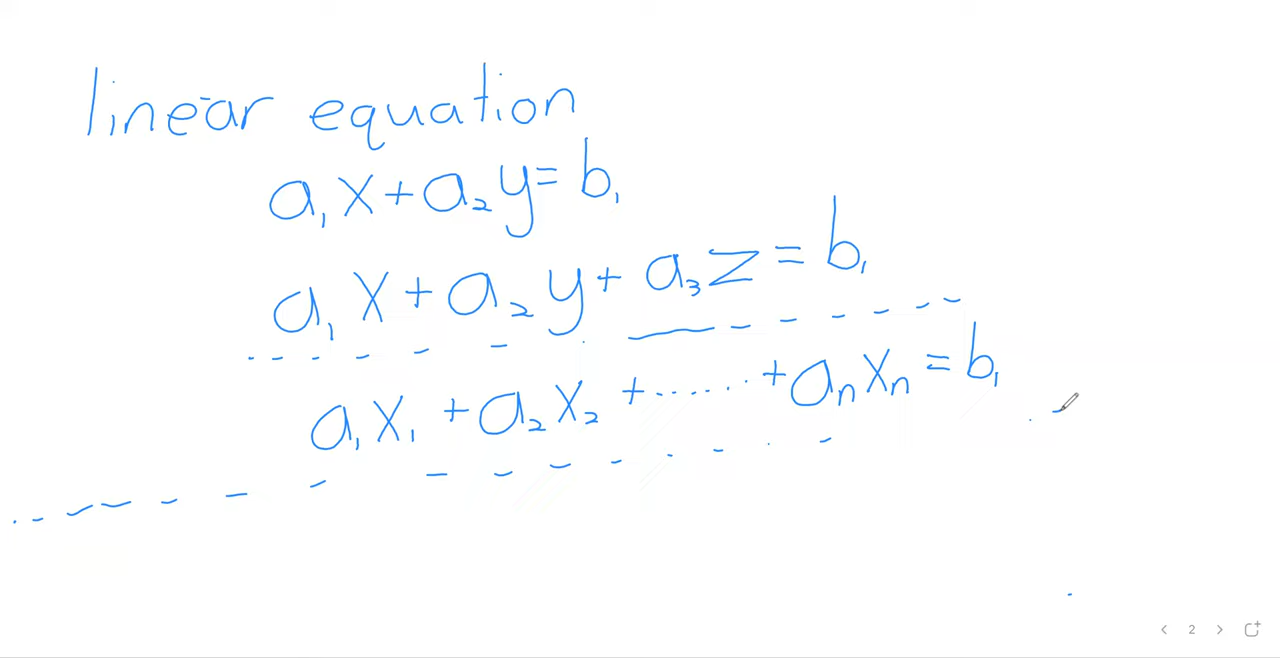 linear equation
a₁x+a₂y=b₁
a₁x+a₂y+a₃z=b₁
a₁x₁+a₂x₂+......+aₙxₙ=b₁
2